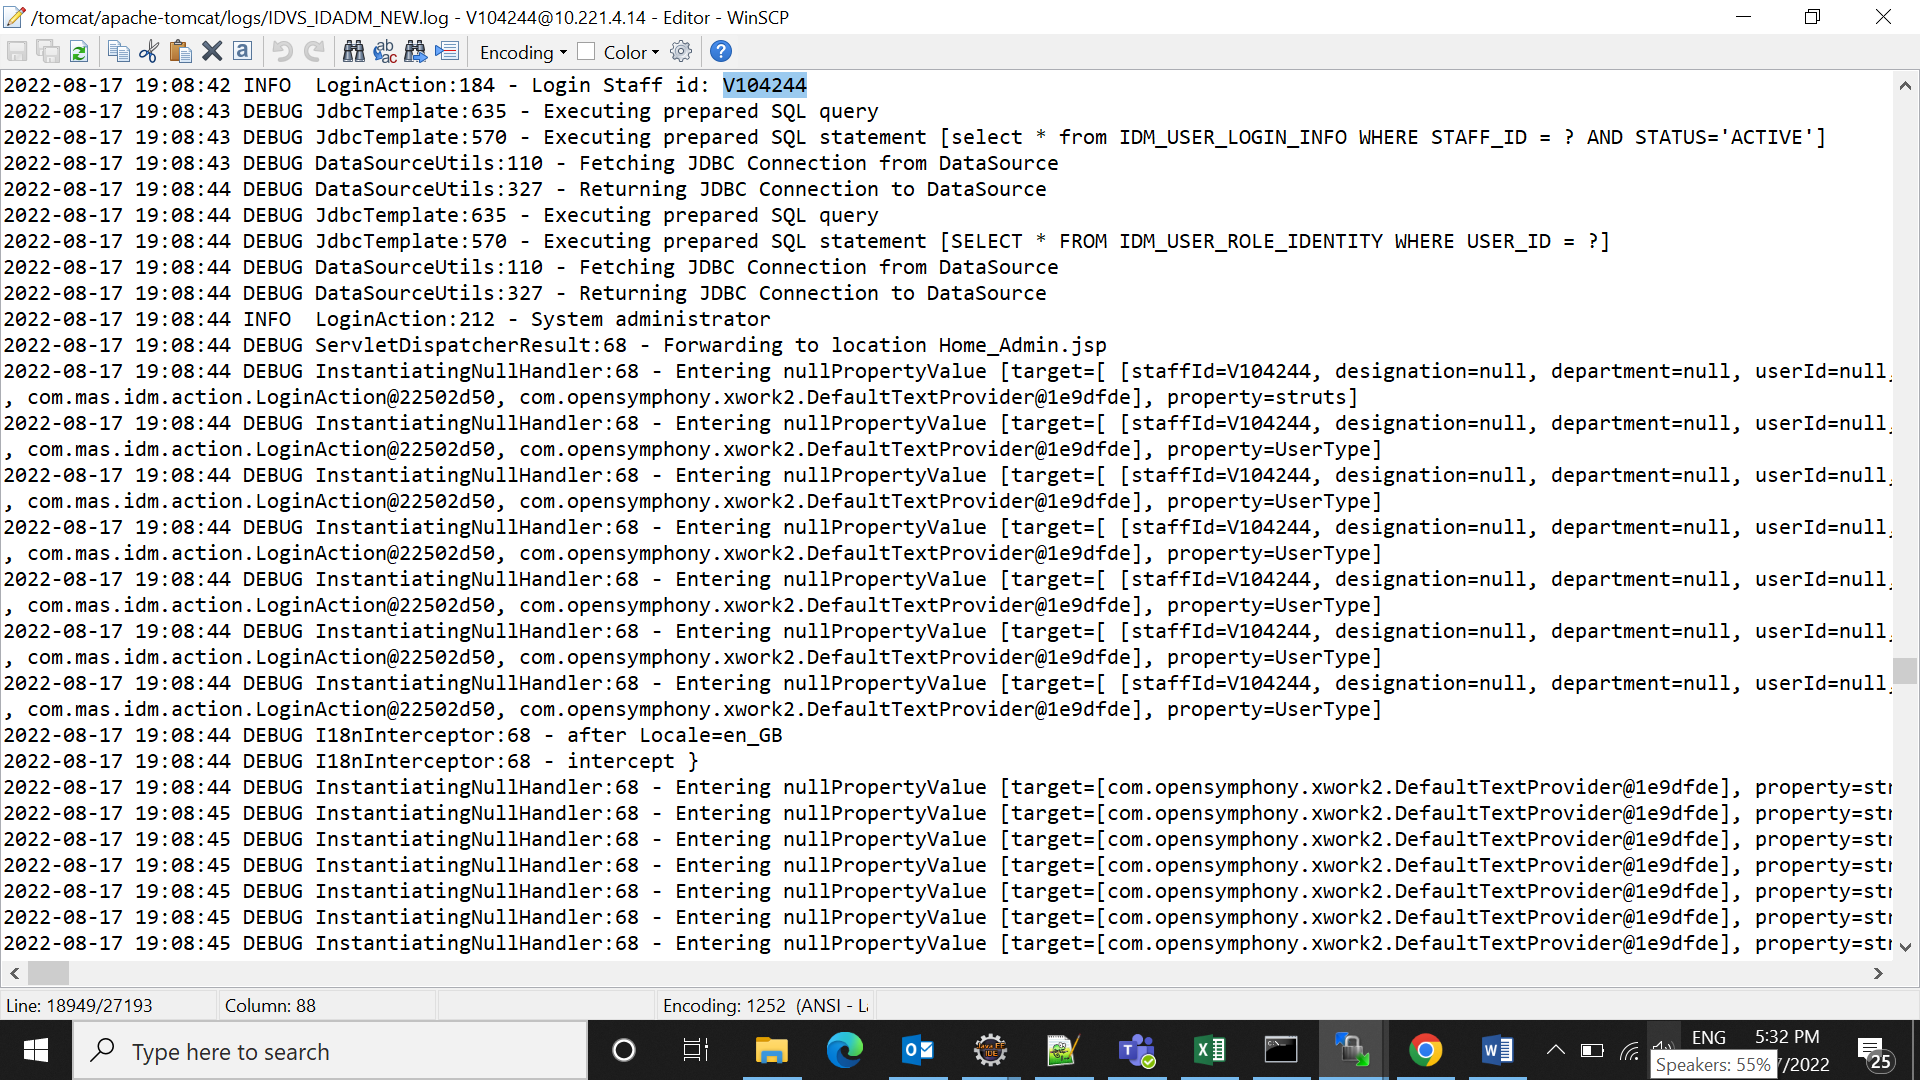 /tomcat/apache-tomcat/logs/IDVS_IDADM_NEW.log - V104244@10.221.4.14 - Editor - WinSCP
Encoding Color
2022-08-17 19:08:42 INFO  LoginAction:184 - Login Staff id: V104244
2022-08-17 19:08:43 DEBUG JdbcTemplate:635 - Executing prepared SQL query
2022-08-17 19:08:43 DEBUG JdbcTemplate:570 - Executing prepared SQL statement [select * from IDM_USER_LOGIN_INFO WHERE STAFF_ID = ? AND STATUS='ACTIVE']
2022-08-17 19:08:43 DEBUG DataSourceUtils:110 - Fetching JDBC Connection from DataSource
2022-08-17 19:08:44 DEBUG DataSourceUtils:327 - Returning JDBC Connection to DataSource
2022-08-17 19:08:44 DEBUG JdbcTemplate:635 - Executing prepared SQL query
2022-08-17 19:08:44 DEBUG JdbcTemplate:570 - Executing prepared SQL statement [SELECT * FROM IDM_USER_ROLE_IDENTITY WHERE USER_ID = ?]
2022-08-17 19:08:44 DEBUG DataSourceUtils:110 - Fetching JDBC Connection from DataSource
2022-08-17 19:08:44 DEBUG DataSourceUtils:327 - Returning JDBC Connection to DataSource
2022-08-17 19:08:44 INFO  LoginAction:212 - System administrator
2022-08-17 19:08:44 DEBUG ServletDispatcherResult:68 - Forwarding to location Home_Admin.jsp
2022-08-17 19:08:44 DEBUG InstantiatingNullHandler:68 - Entering nullPropertyValue [target=[ [staffId=V104244, designation=null, department=null, userId=null,
, com.mas.idm.action.LoginAction@22502d50, com.opensymphony.xwork2.DefaultTextProvider@1e9dfde], property=struts]
2022-08-17 19:08:44 DEBUG InstantiatingNullHandler:68 - Entering nullPropertyValue [target=[ [staffId=V104244, designation=null, department=null, userId=null,
, com.mas.idm.action.LoginAction@22502d50, com.opensymphony.xwork2.DefaultTextProvider@1e9dfde], property=UserType]
2022-08-17 19:08:44 DEBUG InstantiatingNullHandler:68 - Entering nullPropertyValue [target=[ [staffId=V104244, designation=null, department=null, userId=null,
, com.mas.idm.action.LoginAction@22502d50, com.opensymphony.xwork2.DefaultTextProvider@1e9dfde], property=UserType]
2022-08-17 19:08:44 DEBUG InstantiatingNullHandler:68 - Entering nullPropertyValue [target=[ [staffId=V104244, designation=null, department=null, userId=null,
, com.mas.idm.action.LoginAction@22502d50, com.opensymphony.xwork2.DefaultTextProvider@1e9dfde], property=UserType]
2022-08-17 19:08:44 DEBUG InstantiatingNullHandler:68 - Entering nullPropertyValue [target=[ [staffId=V104244, designation=null, department=null, userId=null,
, com.mas.idm.action.LoginAction@22502d50, com.opensymphony.xwork2.DefaultTextProvider@1e9dfde], property=UserType]
2022-08-17 19:08:44 DEBUG InstantiatingNullHandler:68 - Entering nullPropertyValue [target=[ [staffId=V104244, designation=null, department=null, userId=null,
, com.mas.idm.action.LoginAction@22502d50, com.opensymphony.xwork2.DefaultTextProvider@1e9dfde], property=UserType]
2022-08-17 19:08:44 DEBUG InstantiatingNullHandler:68 - Entering nullPropertyValue [target=[ [staffId=V104244, designation=null, department=null, userId=null,
, com.mas.idm.action.LoginAction@22502d50, com.opensymphony.xwork2.DefaultTextProvider@1e9dfde], property=UserType]
2022-08-17 19:08:44 DEBUG I18nInterceptor:68 - after Locale=en_GB
2022-08-17 19:08:44 DEBUG I18nInterceptor:68 - intercept }
2022-08-17 19:08:44 DEBUG InstantiatingNullHandler:68 - Entering nullPropertyValue [target=[com.opensymphony.xwork2.DefaultTextProvider@1e9dfde], property=str
2022-08-17 19:08:45 DEBUG InstantiatingNullHandler:68 - Entering nullPropertyValue [target=[com.opensymphony.xwork2.DefaultTextProvider@1e9dfde], property=str
2022-08-17 19:08:45 DEBUG InstantiatingNullHandler:68 - Entering nullPropertyValue [target=[com.opensymphony.xwork2.DefaultTextProvider@1e9dfde], property=str
2022-08-17 19:08:45 DEBUG InstantiatingNullHandler:68 - Entering nullPropertyValue [target=[com.opensymphony.xwork2.DefaultTextProvider@1e9dfde], property=str
2022-08-17 19:08:45 DEBUG InstantiatingNullHandler:68 - Entering nullPropertyValue [target=[com.opensymphony.xwork2.DefaultTextProvider@1e9dfde], property=str
2022-08-17 19:08:45 DEBUG InstantiatingNullHandler:68 - Entering nullPropertyValue [target=[com.opensymphony.xwork2.DefaultTextProvider@1e9dfde], property=str
2022-08-17 19:08:45 DEBUG InstantiatingNullHandler:68 - Entering nullPropertyValue [target=[com.opensymphony.xwork2.DefaultTextProvider@1e9dfde], property=str
Line: 18949/27193 Column: 88 Encoding: 1252 (ANSI - L
Type here to search
ENG 5:32 PM
Speakers: 55% /2022 25